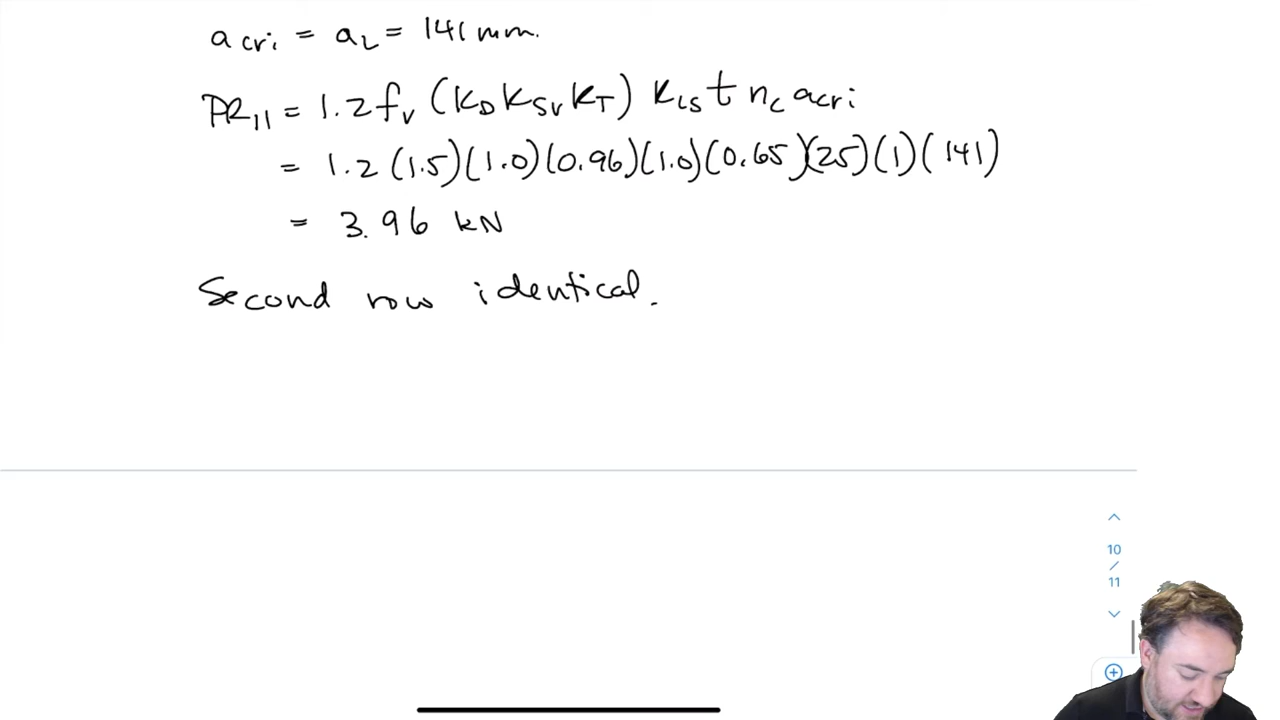 a cri = aL = 141 mm.
PR11 = 1.2 fv (KD KSv KT) KLS t nc acri
= 1.2 (1.5)(1.0)(0.96)(1.0)(0.65)(25)(1)(141)
= 3.96 kN
Second row identical.
10
/
11